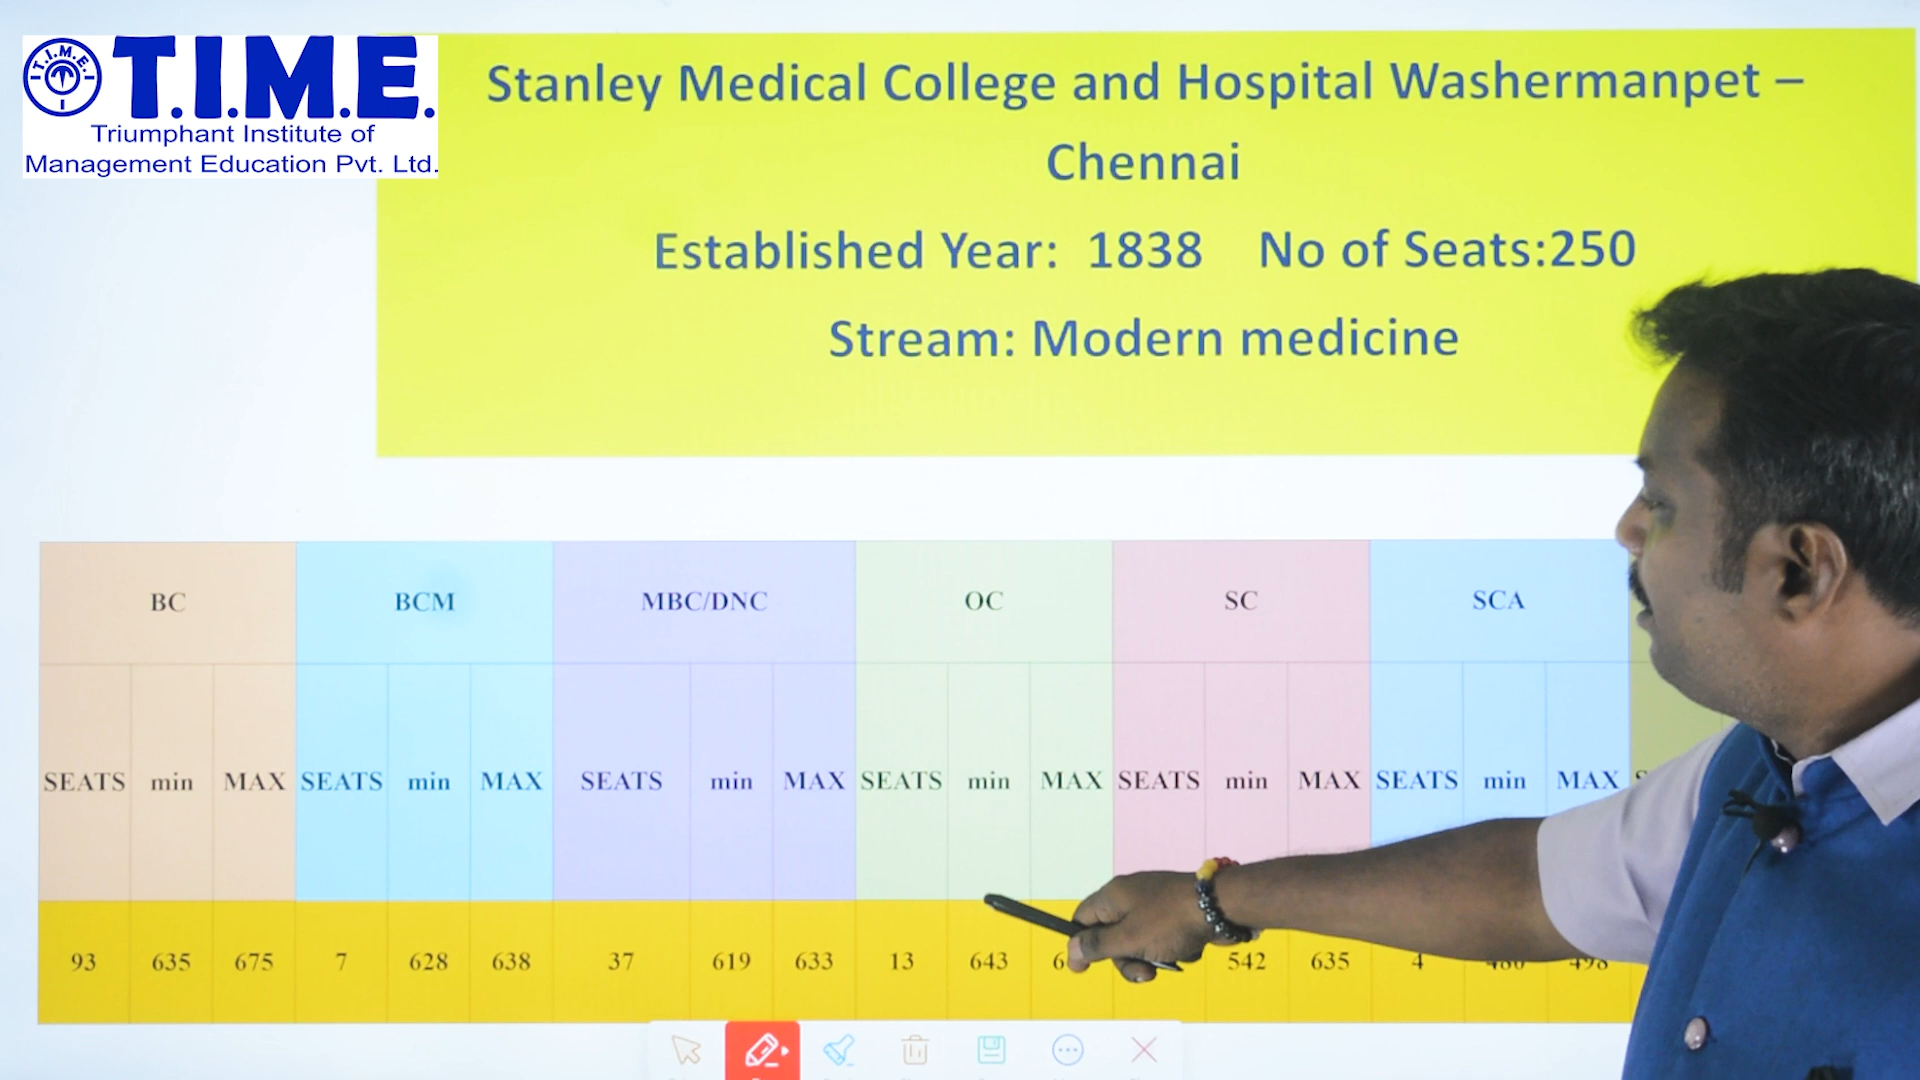 T.I.M.E.
T.I.M.E.
Triumphant Institute of
Management Education Pvt. Ltd.
Stanley Medical College and Hospital Washermanpet –
Chennai
Established Year: 1838 No of Seats:250
Stream: Modern medicine
BC BCM MBC/DNC OC SC SCA
SEATS min MAX SEATS min MAX SEATS min MAX SEATS min MAX SEATS min MAX SEATS min MAX
93 635 675 7 628 638 37 619 633 13 643 542 635 4 480 498